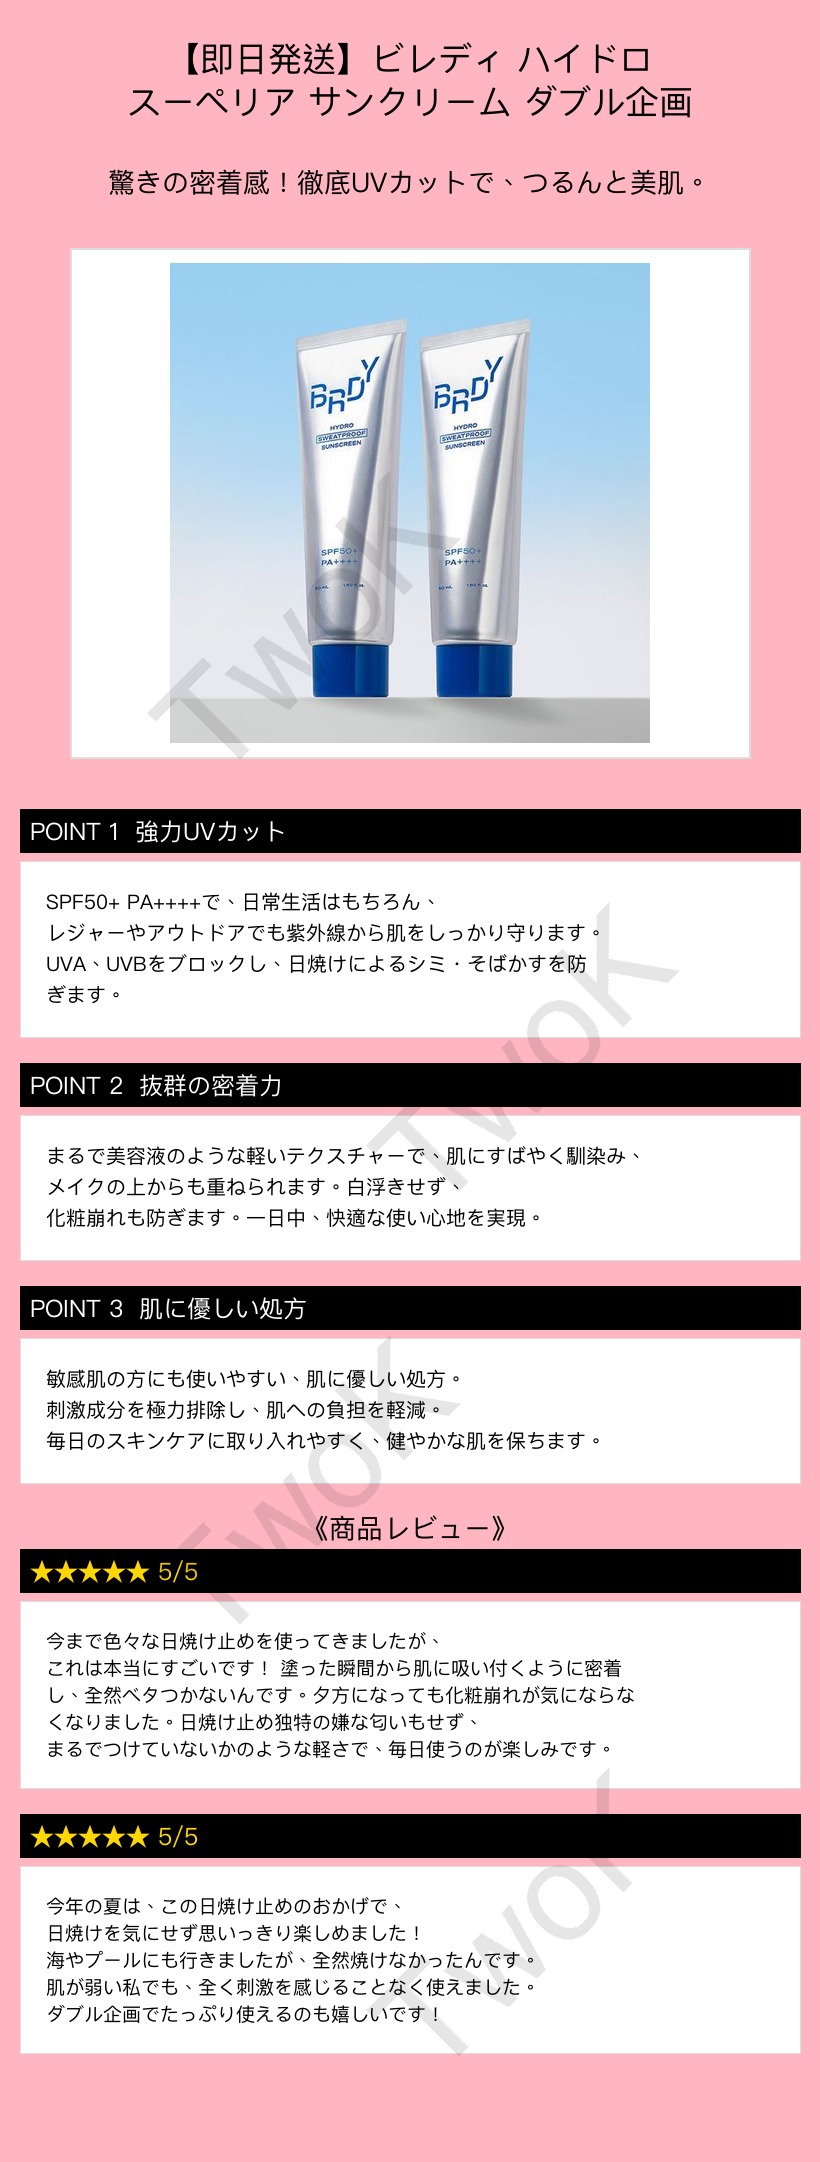 【即日発送】ビレディ ハイドロ
スーペリア サンクリーム ダブル企画
驚きの密着感！徹底UVカットで、つるんと美肌。
BRDY
HYDRO
SWEATPROOF
SUNSCREEN
SPF50+
PA++++
50 mL 1.69 fl. oz.
BRDY
HYDRO
SWEATPROOF
SUNSCREEN
SPF50+
PA++++
50 mL 1.69 fl. oz.
TwoK
POINT 1 強力UVカット
SPF50+ PA++++で、日常生活はもちろん、
レジャーやアウトドアでも紫外線から肌をしっかり守ります。
UVA、UVBをブロックし、日焼けによるシミ・そばかすを防
ぎます。
TwoK
POINT 2 抜群の密着力
まるで美容液のような軽いテクスチャーで、肌にすばやく馴染み、
メイクの上からも重ねられます。白浮きせず、
化粧崩れも防ぎます。一日中、快適な使い心地を実現。
POINT 3 肌に優しい処方
敏感肌の方にも使いやすい、肌に優しい処方。
刺激成分を極力排除し、肌への負担を軽減。
毎日のスキンケアに取り入れやすく、健やかな肌を保ちます。
TwoK
《商品レビュー》
★★★★★ 5/5
今まで色々な日焼け止めを使ってきましたが、
これは本当にすごいです！ 塗った瞬間から肌に吸い付くように密着
し、全然ベタつかないんです。夕方になっても化粧崩れが気にならな
くなりました。日焼け止め独特の嫌な匂いもせず、
まるでつけていないかのような軽さで、毎日使うのが楽しみです。
★★★★★ 5/5
今年の夏は、この日焼け止めのおかげで、
日焼けを気にせず思いっきり楽しめました！
海やプールにも行きましたが、全然焼けなかったんです。
肌が弱い私でも、全く刺激を感じることなく使えました。
ダブル企画でたっぷり使えるのも嬉しいです！
TwoK